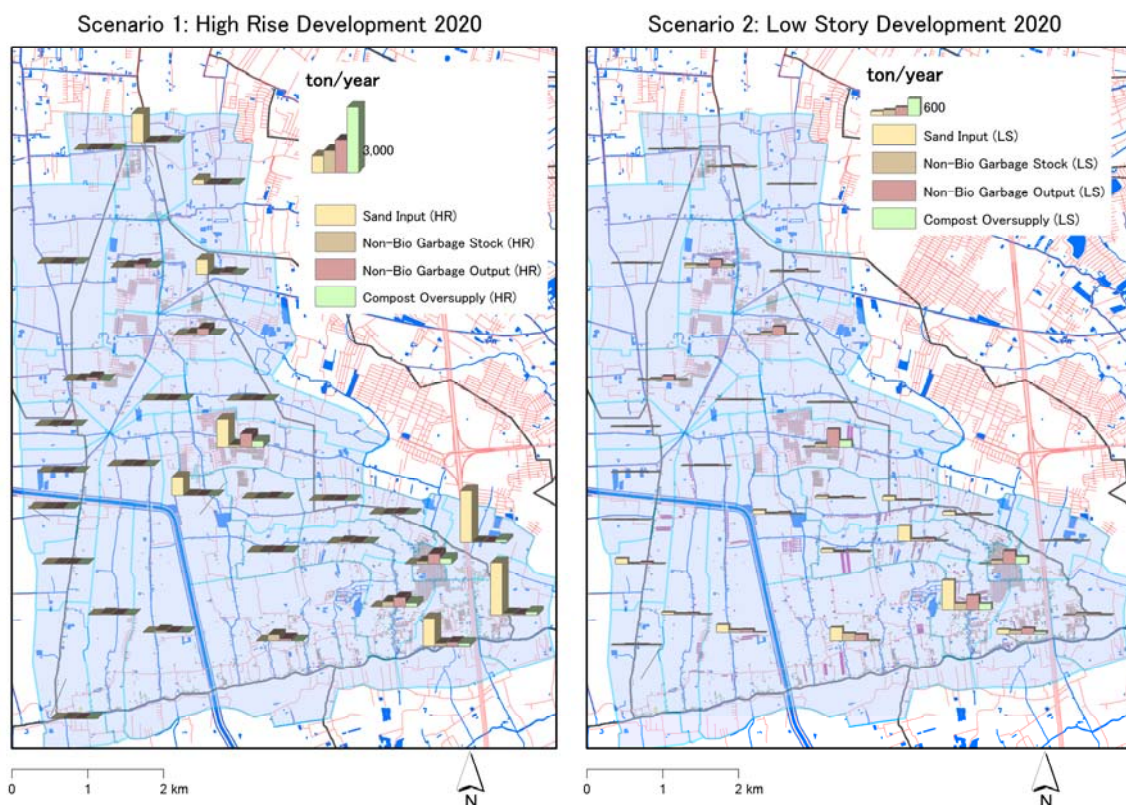 Scenario 1: High Rise Development 2020
ton/year
3,000
Sand Input (HR)
Non-Bio Garbage Stock (HR)
Non-Bio Garbage Output (HR)
Compost Oversupply (HR)
0 1 2 km
N
Scenario 2: Low Story Development 2020
ton/year
600
Sand Input (LS)
Non-Bio Garbage Stock (LS)
Non-Bio Garbage Output (LS)
Compost Oversupply (LS)
0 1 2 km
N